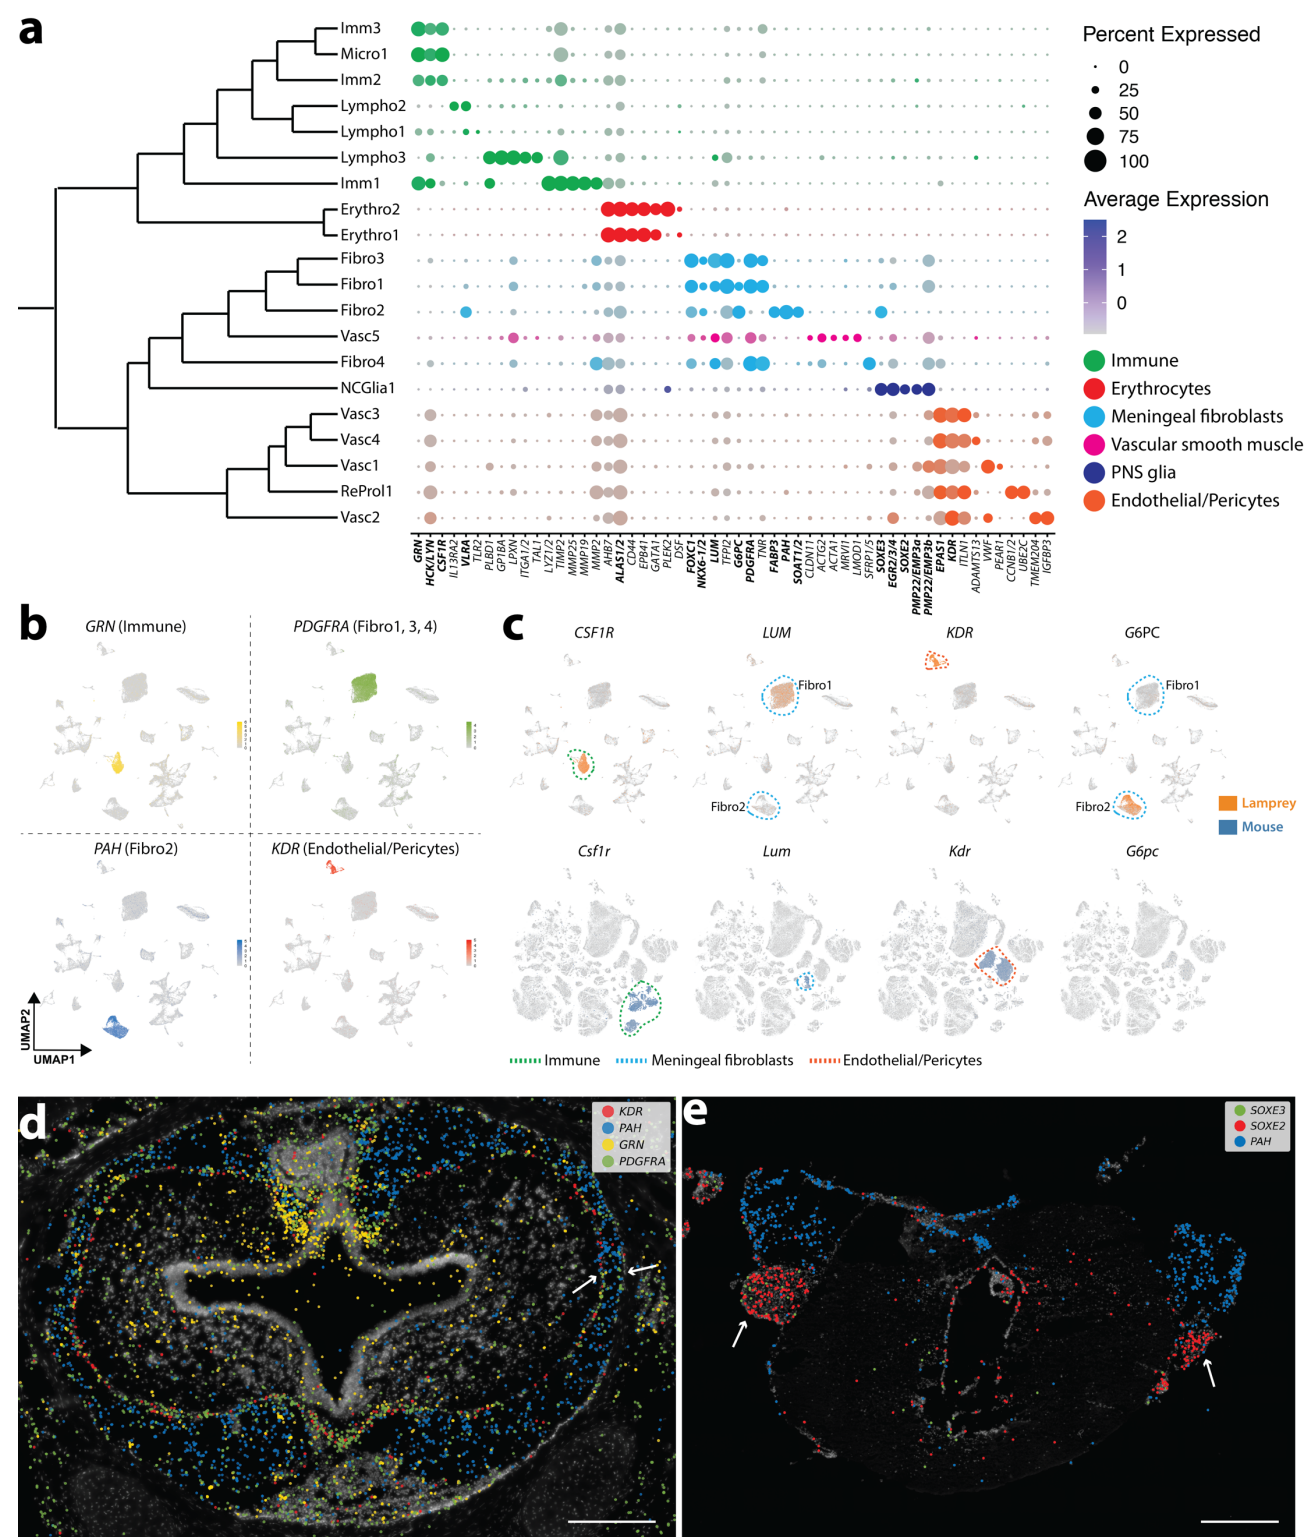 a
Imm3
Micro1
Imm2
Lympho2
Lympho1
Lympho3
Imm1
Erythro2
Erythro1
Fibro3
Fibro1
Fibro2
Vasc5
Fibro4
NCGlia1
Vasc3
Vasc4
Vasc1
ReProl1
Vasc2
GRN
HCK/LYN
CSF1R
IL13RA2
VLRA
TLR2
PLBD1
GP1BA
LPXN
ITGA1/2
TAL1
LYZ1/2
TIMP2
MMP25
MMP19
MMP2
AHB7
ALAS1/2
CD44
EPB41
GATA1
PLEK2
DSF
FOXC1
NKX6-1/2
LUM
TFPI2
G6PC
PDGFRA
TNR
FABP3
PAH
SOAT1/2
CLDN11
ACTG2
ACTA1
MRVI1
LMOD1
SFRP1/5
SOXE3
EGR2/3/4
SOXE2
PMP22/EMP3a
PMP22/EMP3b
EPAS1
KDR
ITLN1
ADAMTS13
VWF
PEAR1
CCNB1/2
UBE2C
TMEM204
IGFBP3
Percent Expressed
0
25
50
75
100
Average Expression
2
1
0
Immune
Erythrocytes
Meningeal fibroblasts
Vascular smooth muscle
PNS glia
Endothelial/Pericytes
b
GRN (Immune)
PDGFRA (Fibro1, 3, 4)
PAH (Fibro2)
KDR (Endothelial/Pericytes)
UMAP2
UMAP1
c
CSF1R
LUM
KDR
G6PC
Fibro1
Fibro1
Fibro2
Fibro2
Lamprey
Mouse
Csf1r
Lum
Kdr
G6pc
Immune
Meningeal fibroblasts
Endothelial/Pericytes
d
KDR
PAH
GRN
PDGFRA
e
SOXE3
SOXE2
PAH